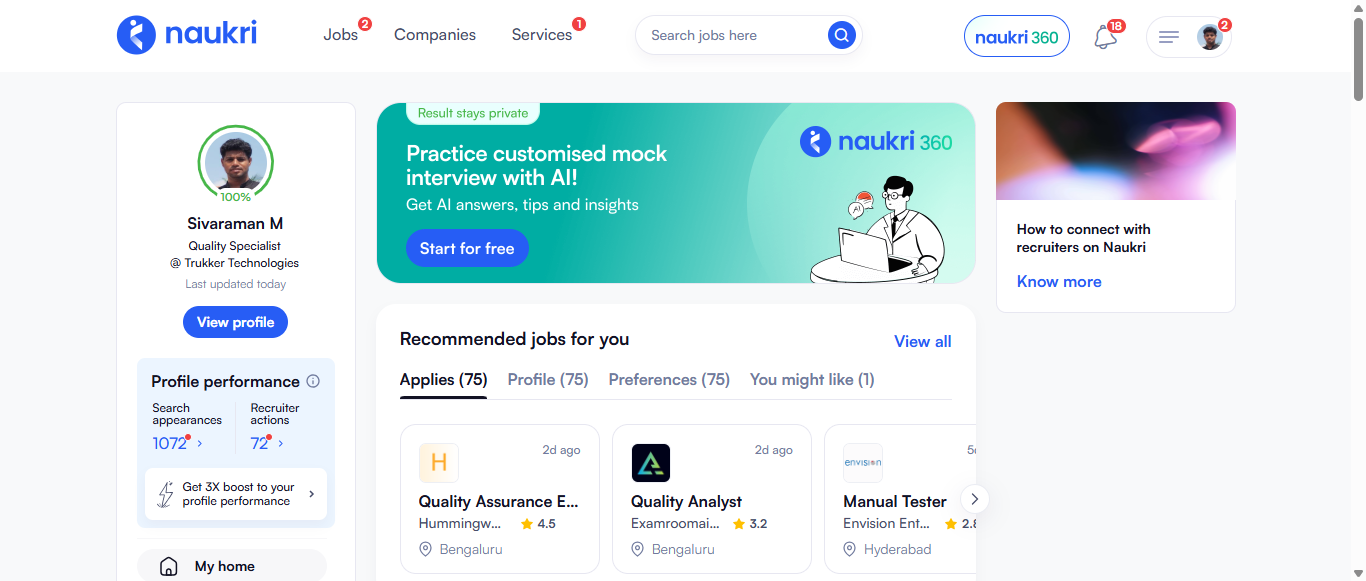 naukri
Jobs
2
Companies
Services
1
Search jobs here
naukri 360
18
2
100%
Sivaraman M
Quality Specialist
@ Trukker Technologies
Last updated today
View profile
Profile performance
Search
appearances
1072
Recruiter
actions
72
Get 3X boost to your
profile performance
My home
Result stays private
Practice customised mock
interview with AI!
Get AI answers, tips and insights
Start for free
naukri 360
AI
Recommended jobs for you
View all
Applies (75)
Profile (75)
Preferences (75)
You might like (1)
H
2d ago
Quality Assurance E...
Hummingw...
4.5
Bengaluru
2d ago
Quality Analyst
Examroomai...
3.2
Bengaluru
envision
Manual Tester
Envision Ent...
2.8
Hyderabad
How to connect with
recruiters on Naukri
Know more